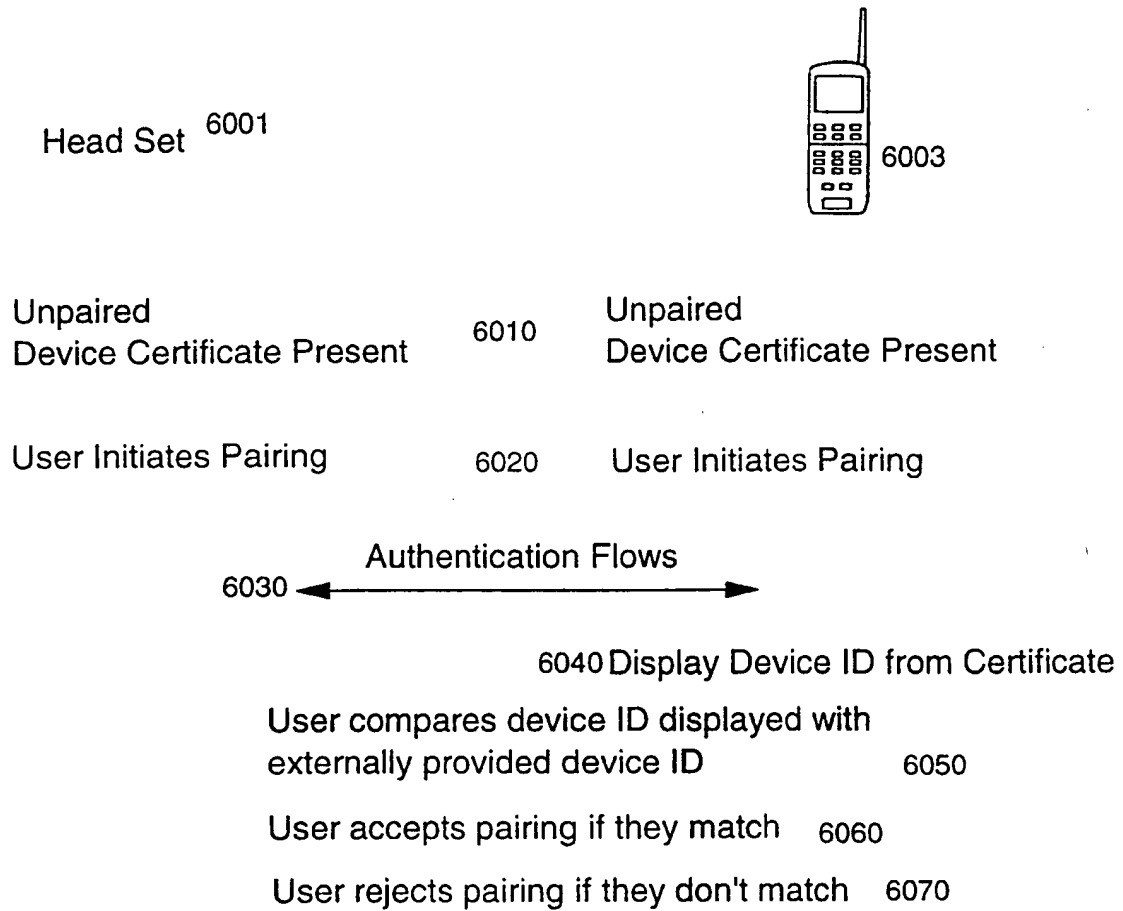 Head Set 6001
6003
Unpaired
Device Certificate Present
6010
Unpaired
Device Certificate Present
User Initiates Pairing 6020 User Initiates Pairing
Authentication Flows
6030
6040 Display Device ID from Certificate
User compares device ID displayed with
externally provided device ID 6050
User accepts pairing if they match 6060
User rejects pairing if they don't match 6070